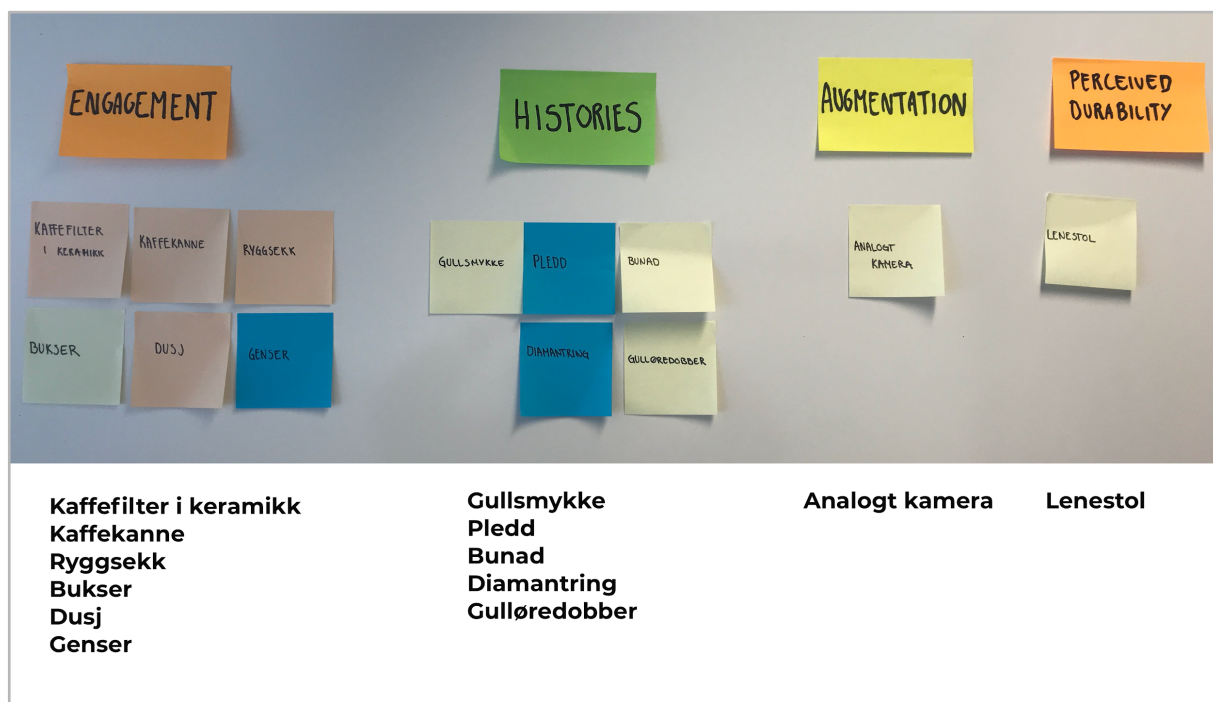 ENGAGEMENT
KAFFEFILTER
I KERAMIKK
KAFFEKANNE
RYGGSEKK
BUKSER
DUSJ
GENSER
HISTORIES
GULLSMYKKE
PLEDD
BUNAD
DIAMANTRING
GULLØREDOBBER
AUGMENTATION
ANALOGT
KAMERA
PERCEIVED
DURABILITY
LENESTOL
Kaffefilter i keramikk
Kaffekanne
Ryggsekk
Bukser
Dusj
Genser
Gullsmykke
Pledd
Bunad
Diamantring
Gulløredobber
Analogt kamera
Lenestol